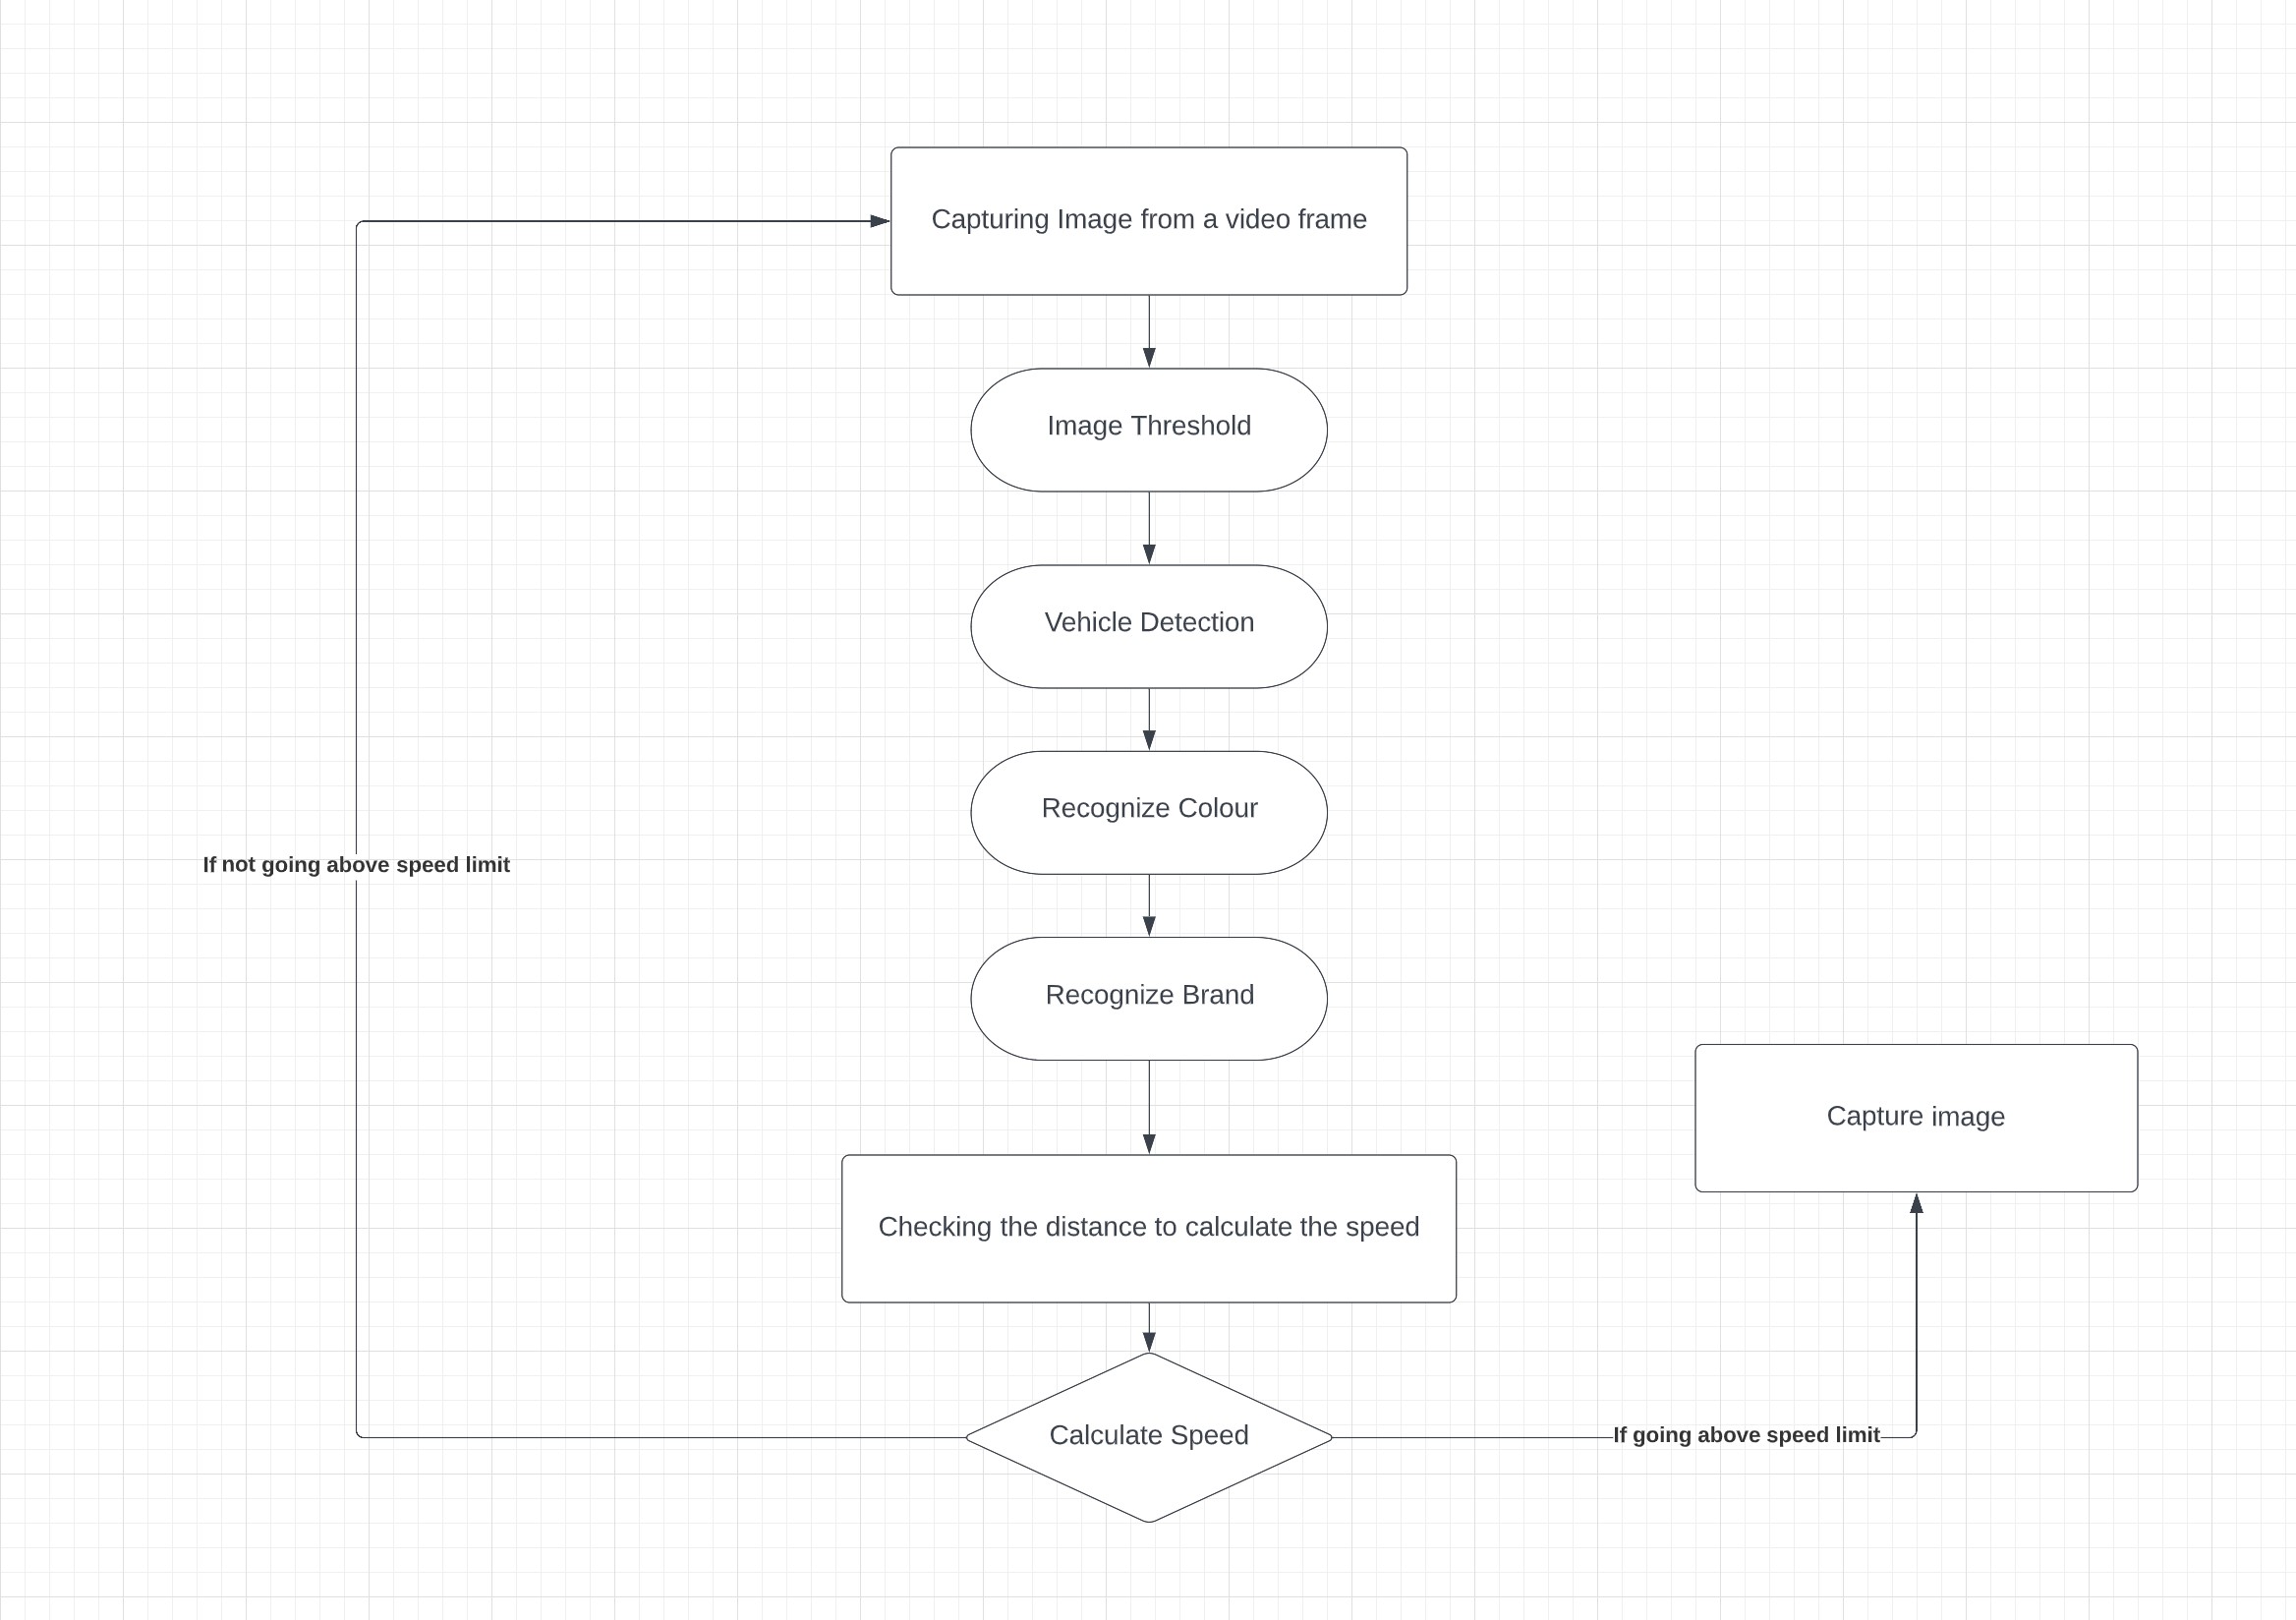 Capturing Image from a video frame
Image Threshold
Vehicle Detection
Recognize Colour
If not going above speed limit
Recognize Brand
Capture image
Checking the distance to calculate the speed
Calculate Speed
If going above speed limit